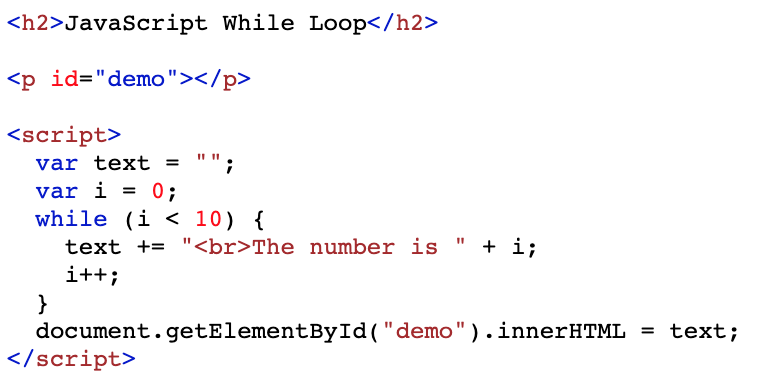 <h2>JavaScript While Loop</h2>
<p id="demo"></p>
<script>
  var text = "";
  var i = 0;
  while (i < 10) {
    text += "<br>The number is " + i;
    i++;
  }
  document.getElementById("demo").innerHTML = text;
</script>